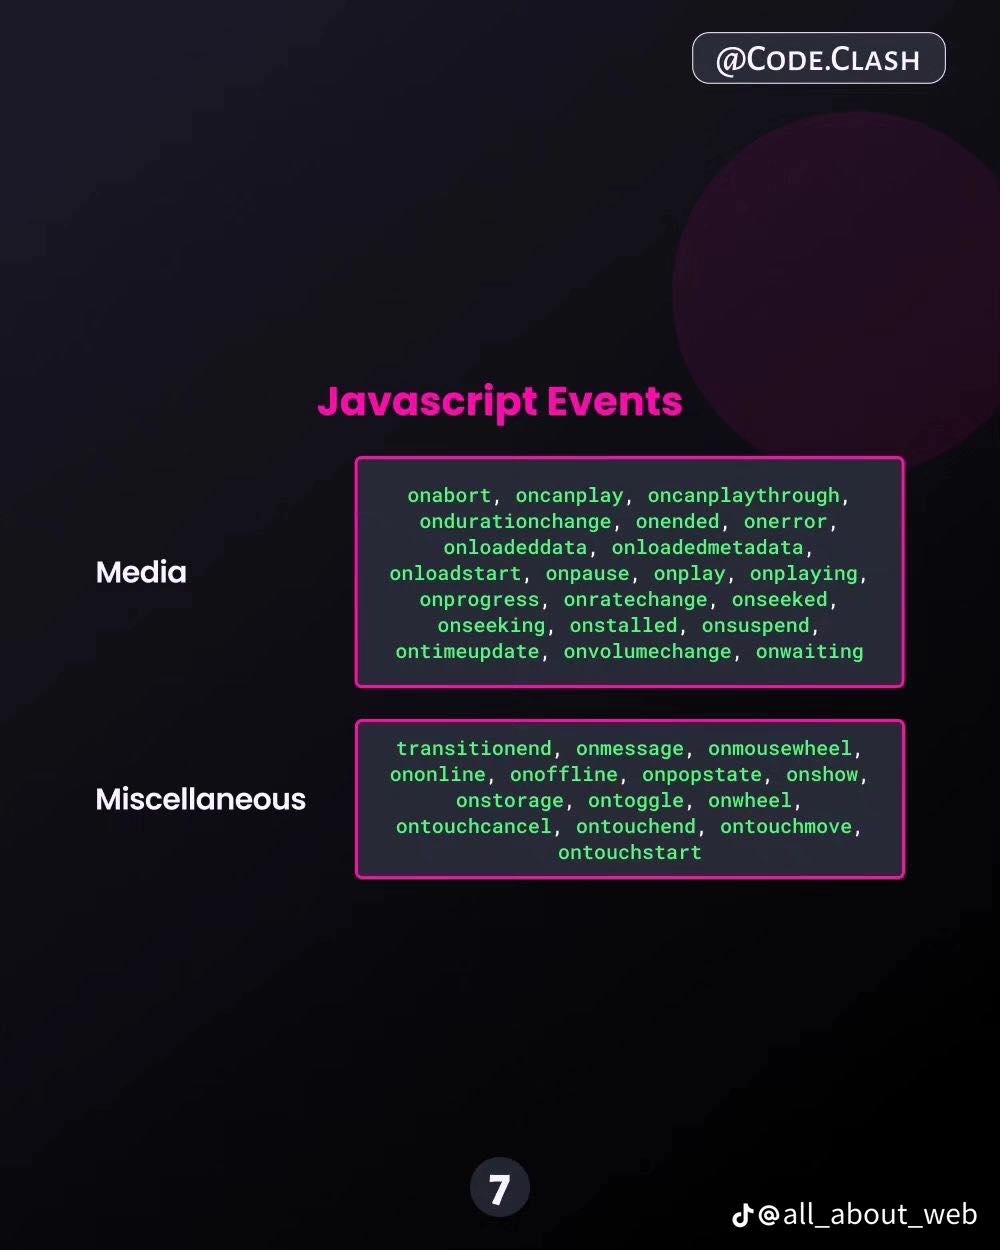 @CODE.CLASH
Javascript Events
Media
onabort, oncanplay, oncanplaythrough,
ondurationchange, onended, onerror,
onloadeddata, onloadedmetadata,
onloadstart, onpause, onplay, onplaying,
onprogress, onratechange, onseeked,
onseeking, onstalled, onsuspend,
ontimeupdate, onvolumechange, onwaiting
Miscellaneous
transitionend, onmessage, onmousewheel,
ononline, onoffline, onpopstate, onshow,
onstorage, ontoggle, onwheel,
ontouchcancel, ontouchend, ontouchmove,
ontouchstart
7
@all_about_web